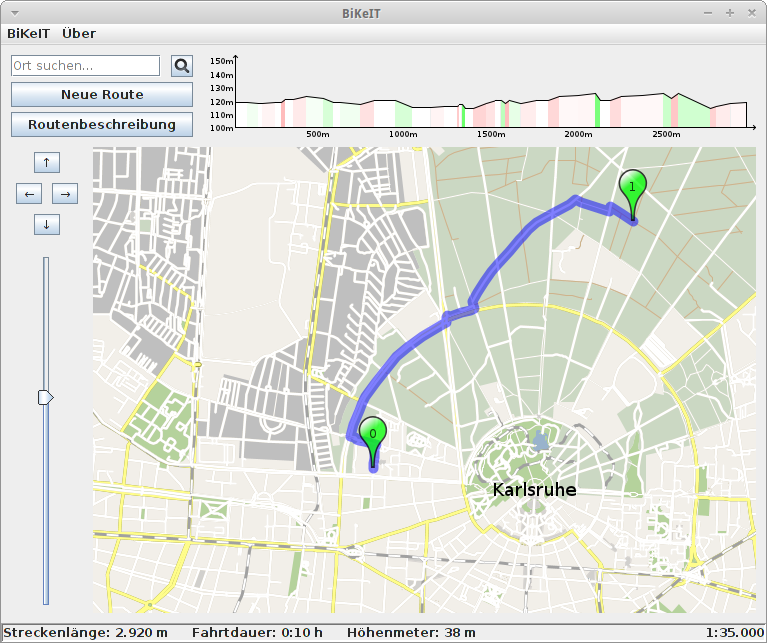 BiKeIT
BiKeIT Über
Ort suchen...
Neue Route
Routenbeschreibung
150m
140m
130m
120m
110m
100m
500m 1000m 1500m 2000m 2500m
↑
← →
↓
1
0
Karlsruhe
Streckenlänge: 2.920 m Fahrtdauer: 0:10 h Höhenmeter: 38 m 1:35.000